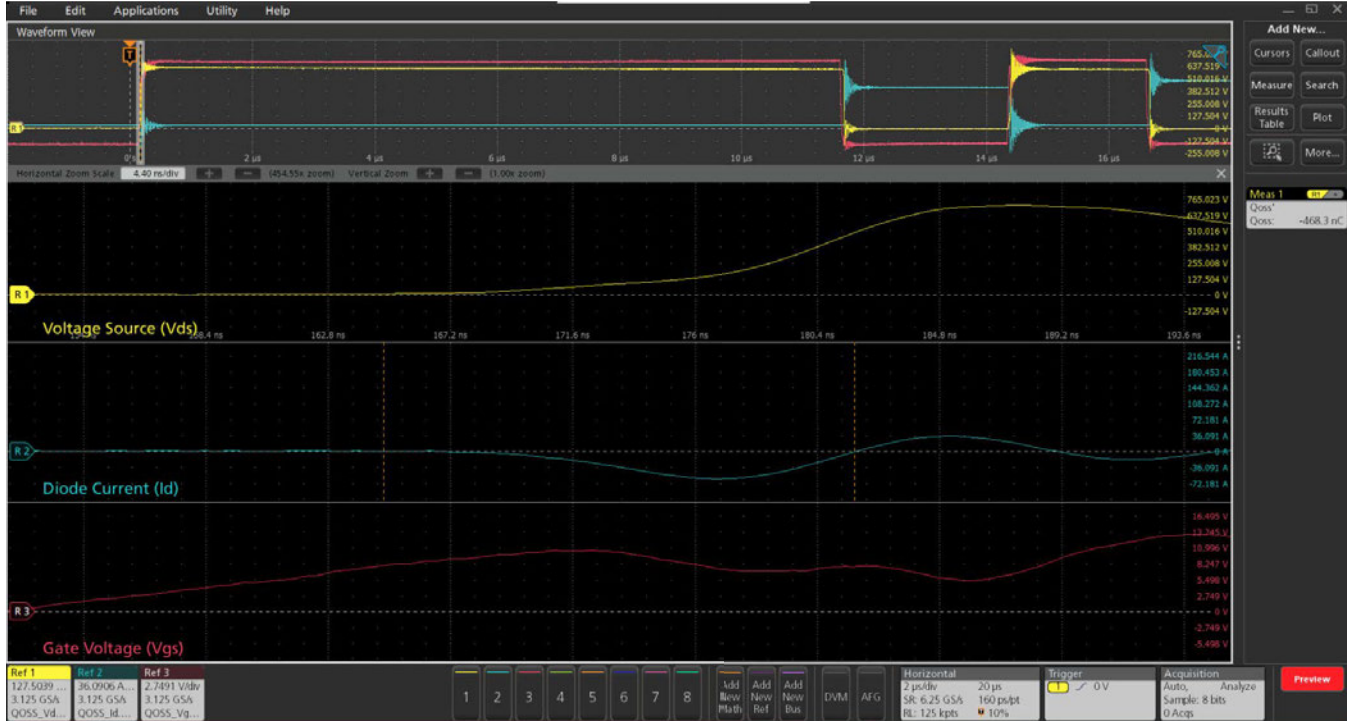 File Edit Applications Utility Help
Waveform View
Add New...
Cursors Callout
Measure Search
Results Table Plot
More...
T
637.519
510.016 V
382.512 V
255.008 V
127.504 V
0 V
-127.504 V
-255.008 V
R1
0 s 2 µs 4 µs 6 µs 8 µs 10 µs 12 µs 14 µs 16 µs
Horizontal Zoom Scale 4.40 ns/div + - (454.55x zoom) Vertical Zoom + - (1.00x zoom)
Meas 1 R1
Qoss'
Qoss: -468.3 nC
765.023 V
637.519 V
510.016 V
382.512 V
255.008 V
127.504 V
0 V
-127.504 V
R 1
Voltage Source (Vds)
162.8 ns 167.2 ns 171.6 ns 176 ns 180.4 ns 184.8 ns 189.2 ns 193.6 ns
216.544 A
180.453 A
144.362 A
108.272 A
72.181 A
36.091 A
0 A
-36.091 A
-72.181 A
R 2
Diode Current (Id)
16.495 V
13.745 V
10.996 V
8.247 V
5.498 V
2.749 V
0 V
-2.749 V
-5.498 V
R 3
Gate Voltage (Vgs)
Ref 1
127.5039 ...
3.125 GS/s
QOSS_Vd...
Ref 2
36.0906 A...
3.125 GS/s
QOSS_Id....
Ref 3
2.7491 V/div
3.125 GS/s
QOSS_Vg...
1 2 3 4 5 6 7 8
Add New Math
Add New Ref
Add New Bus
DVM AFG
Horizontal
2 µs/div 20 µs
SR: 6.25 GS/s 160 ps/pt
RL: 125 kpts 10%
Trigger
1 0 V
Acquisition
Auto, Analyze
Sample: 8 bits
0 Acqs
Preview